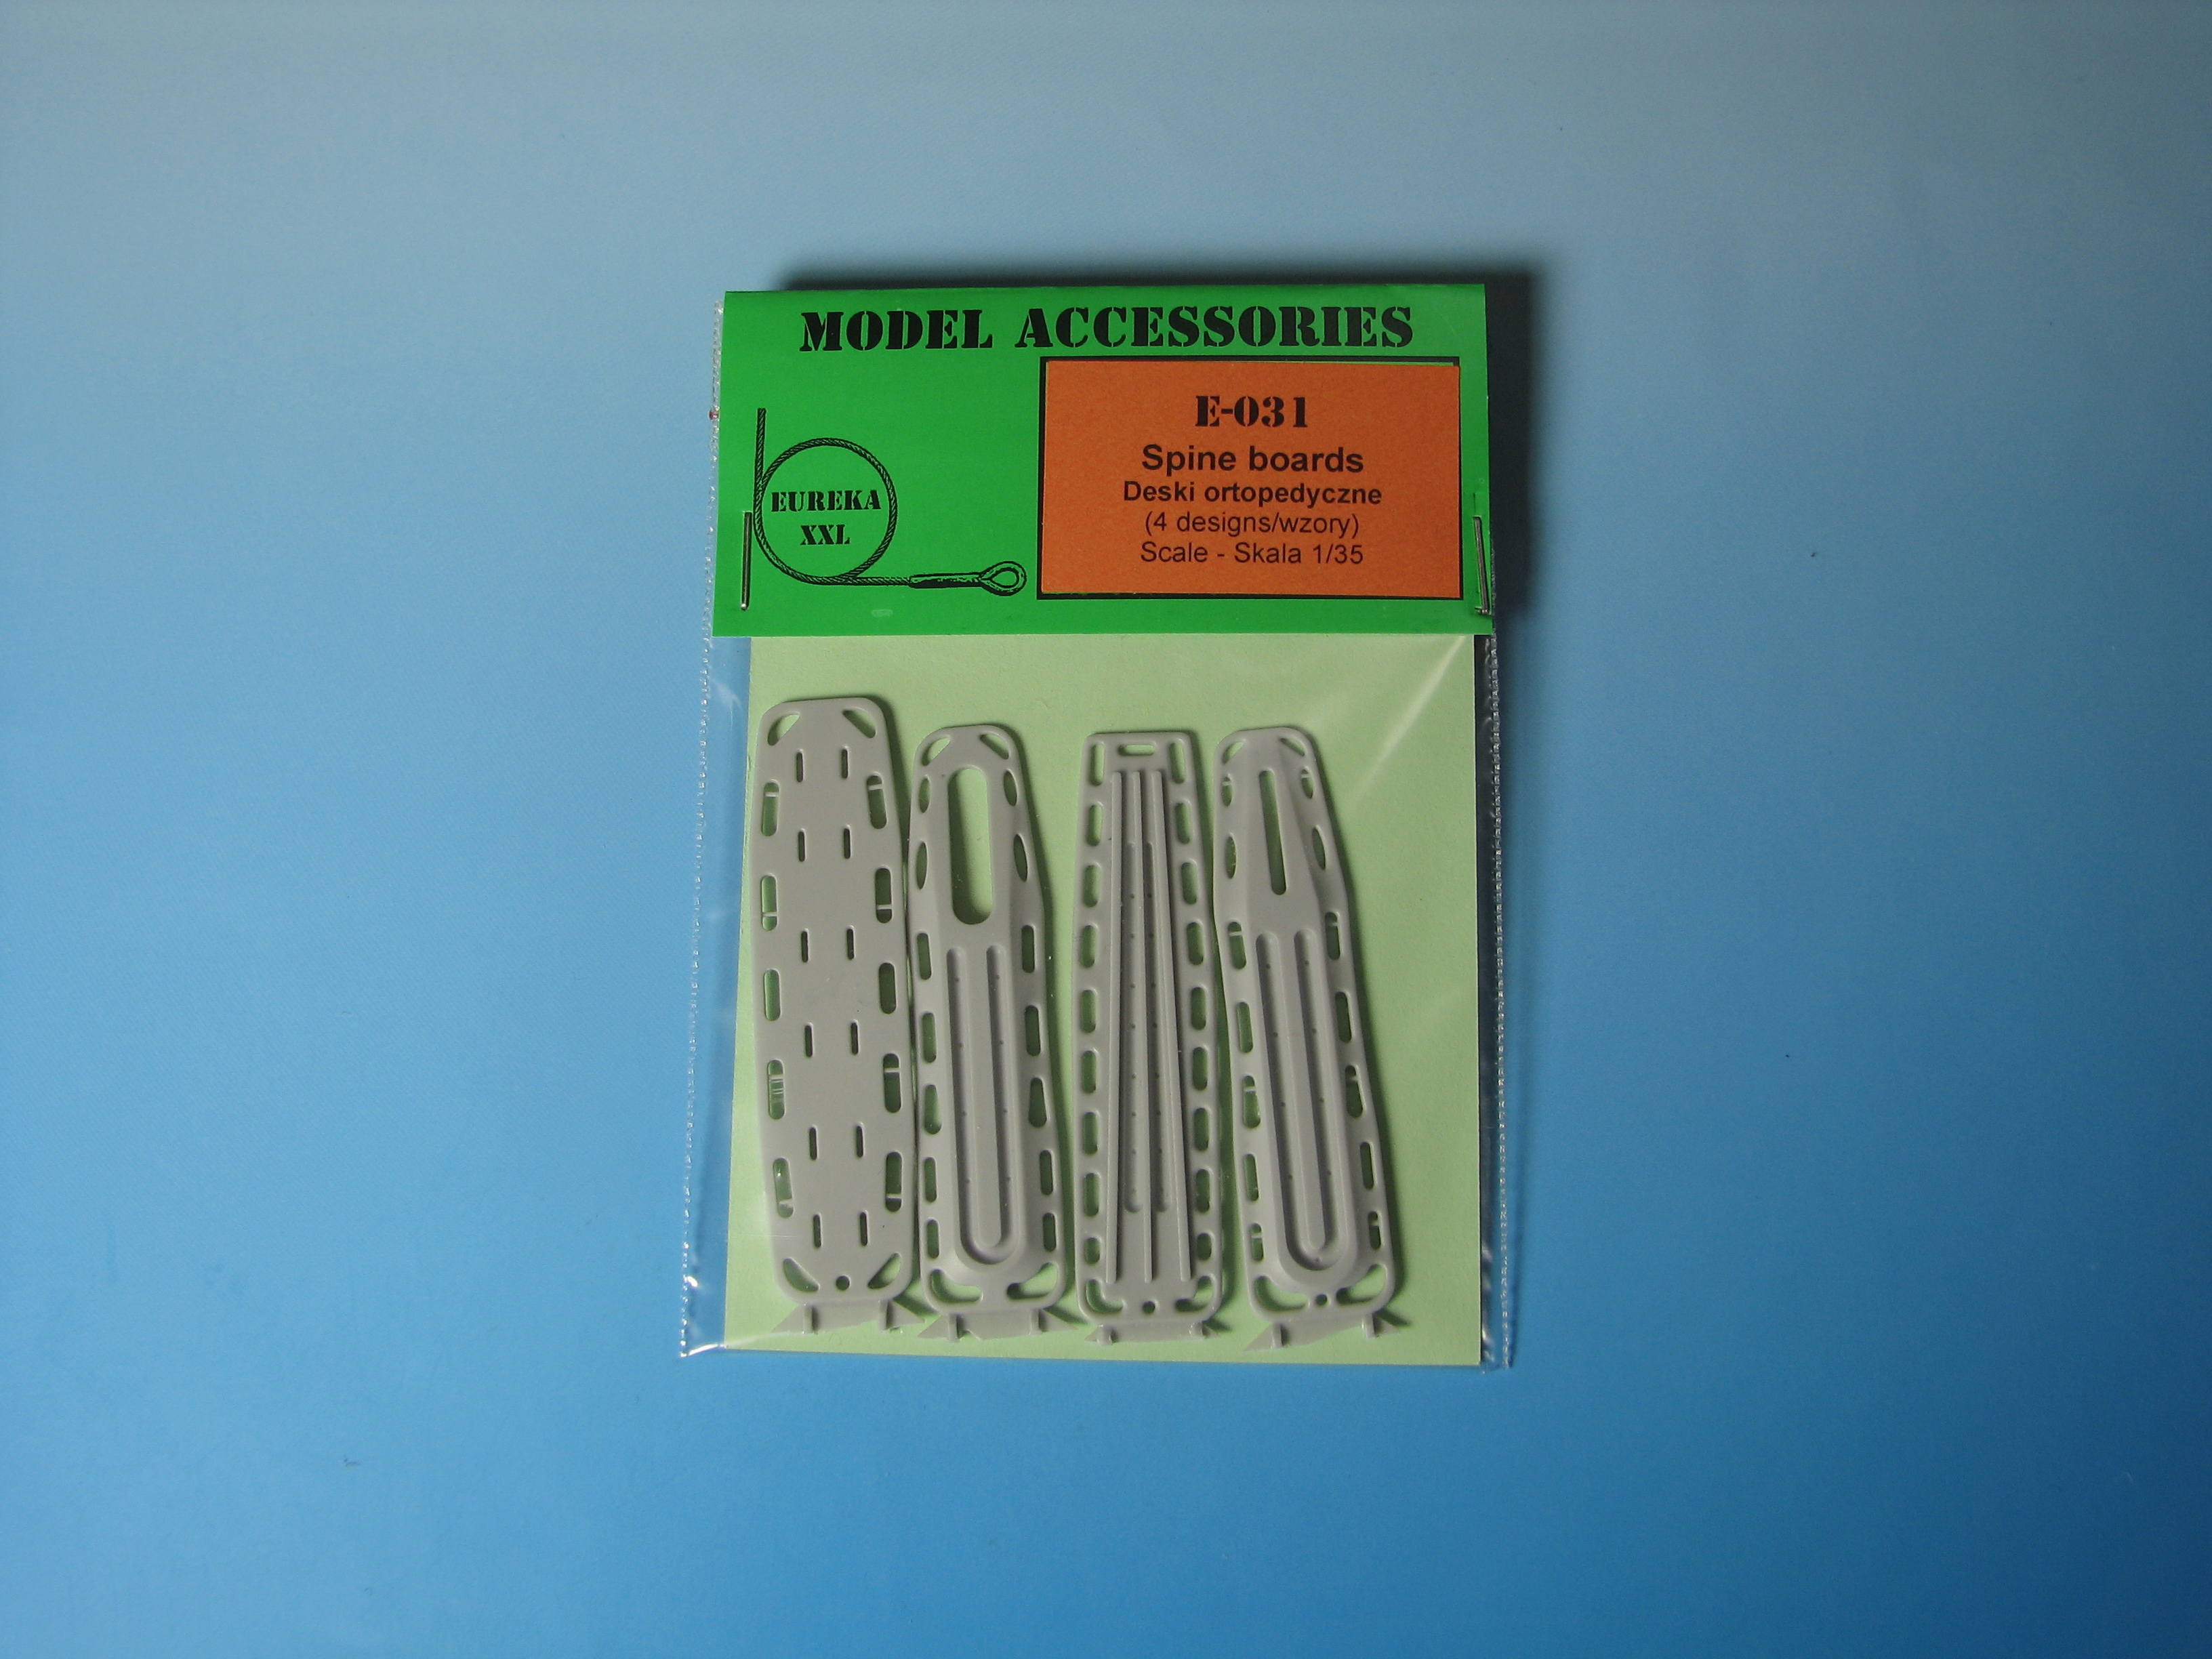 MODEL ACCESSORIES
E-031
Spine boards
Deski ortopedyczne
(4 designs/wzory)
Scale - Skala 1/35
EUREKA
XXL